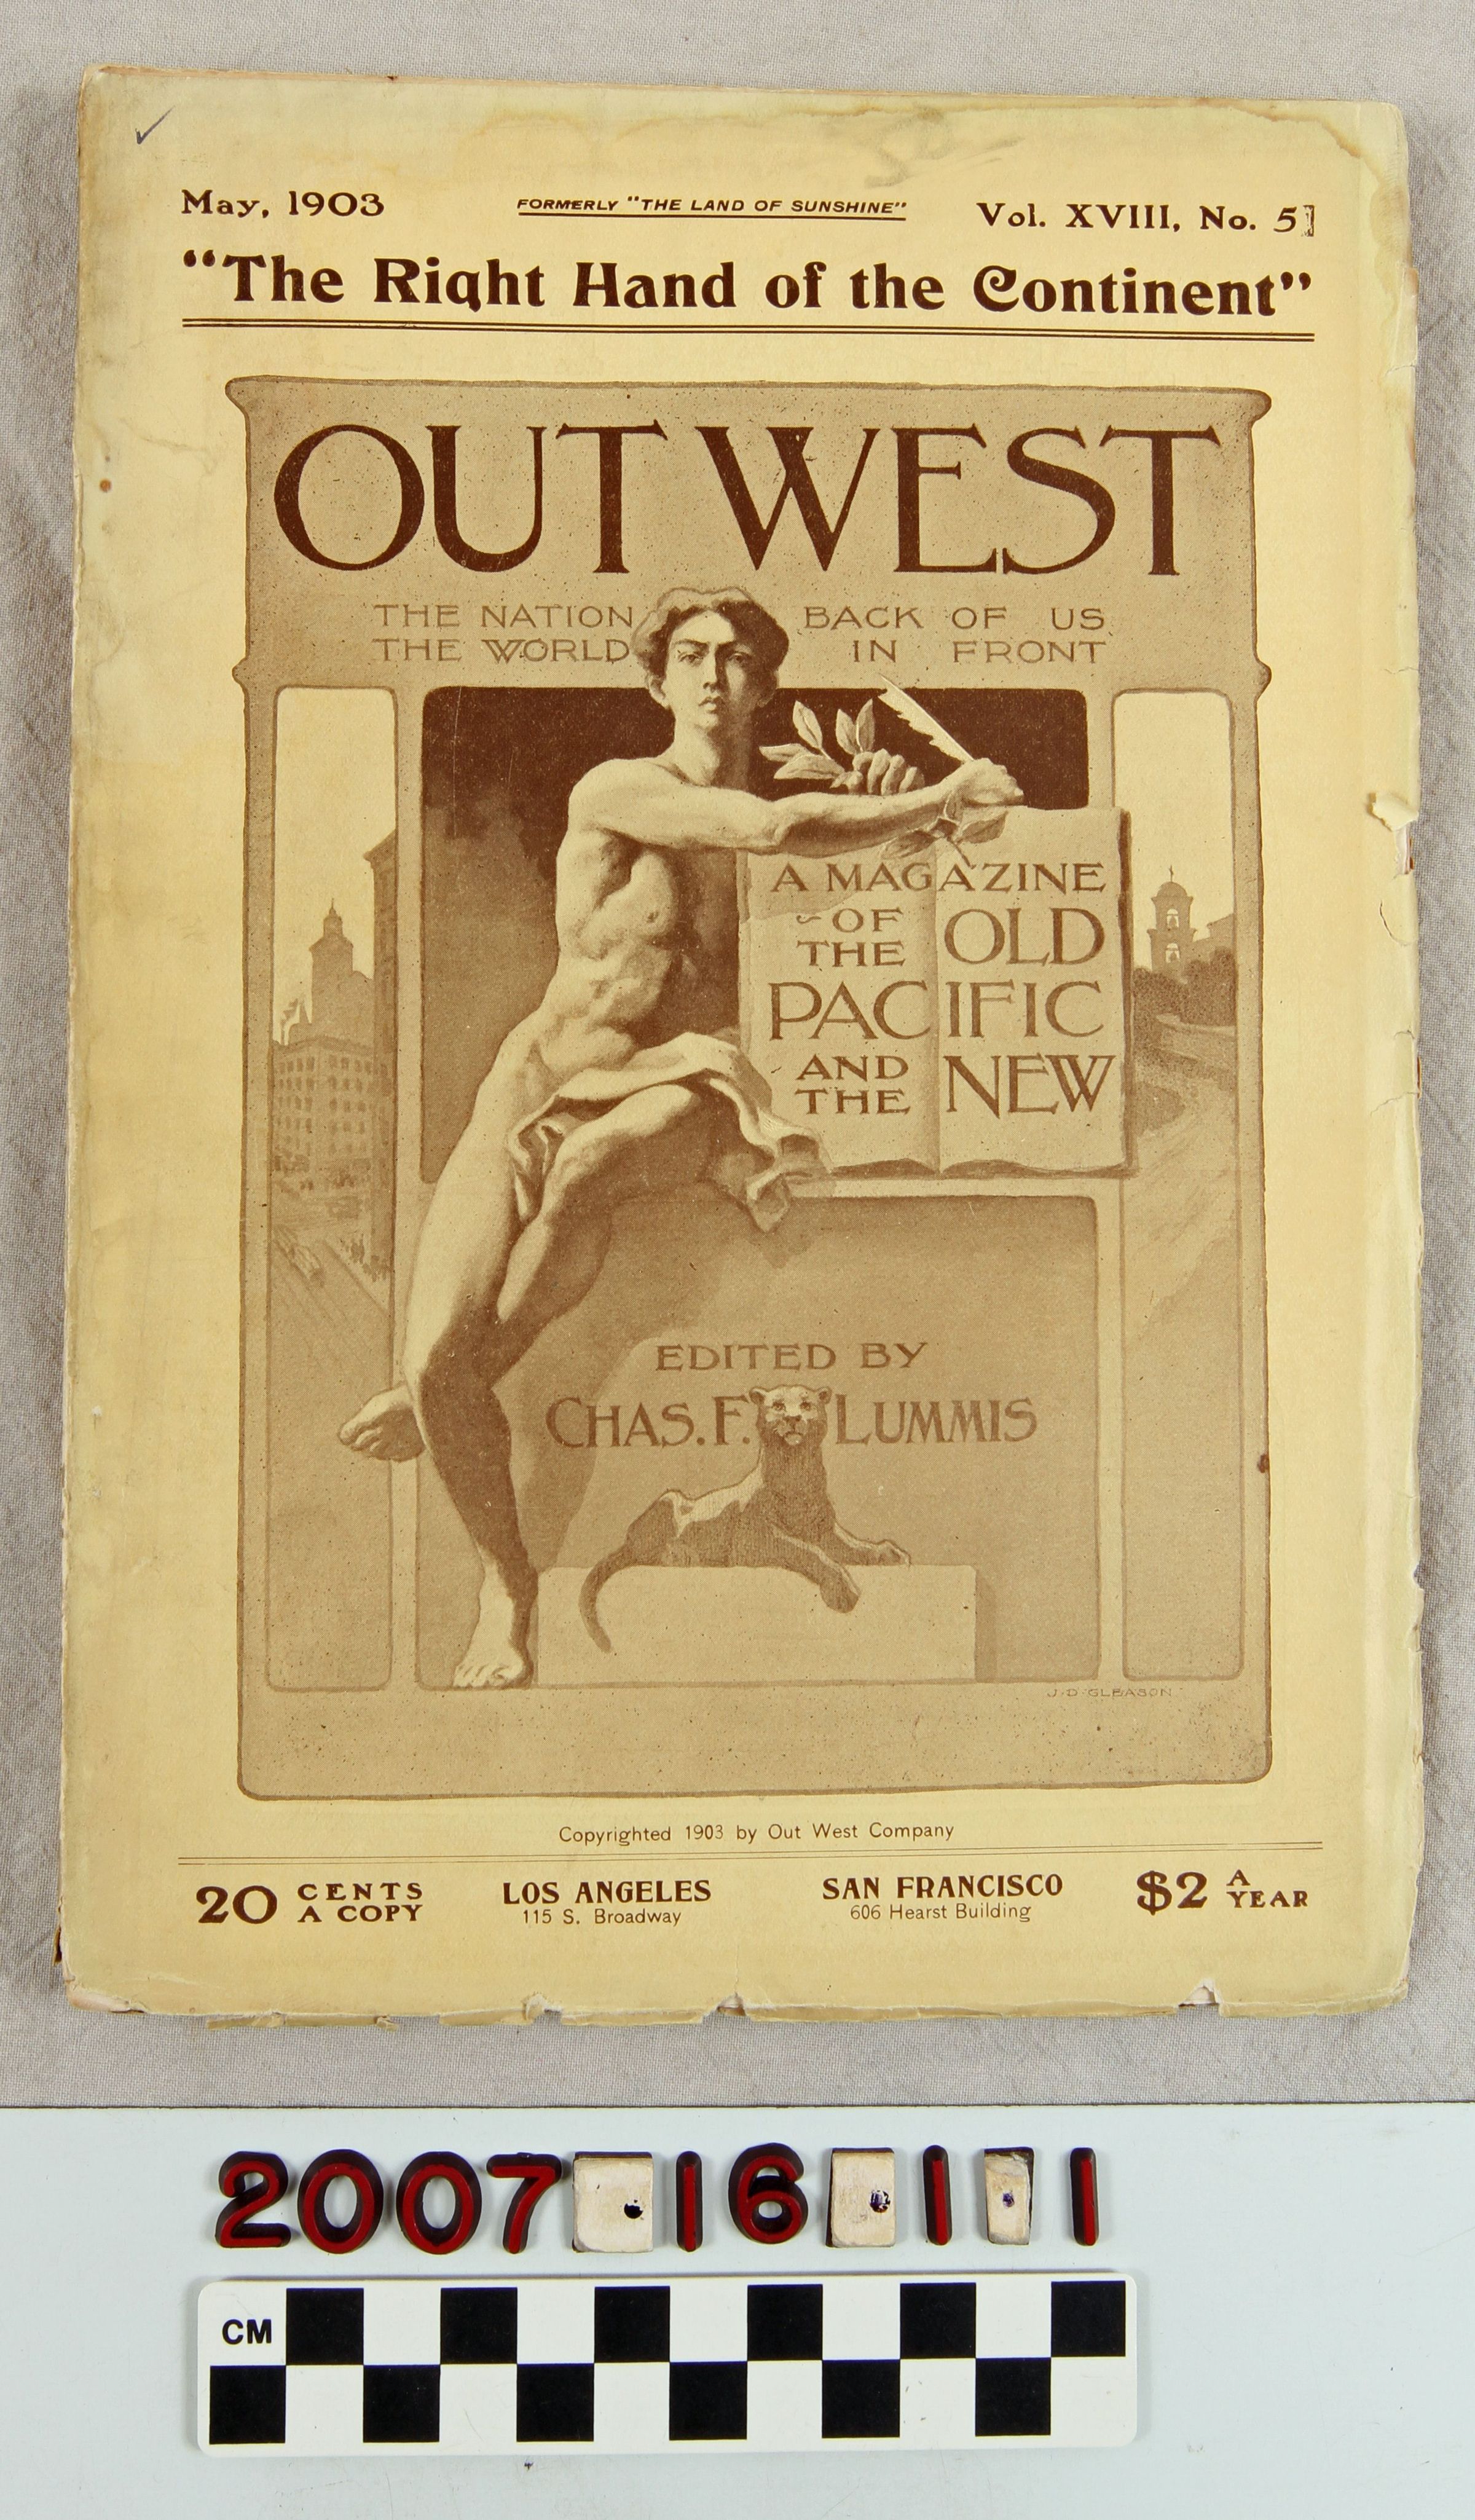 May, 1903
FORMERLY "THE LAND OF SUNSHINE"
Vol. XVIII, No. 5]
“The Right Hand of the Continent”
OUT WEST
THE NATION BACK OF US
THE WORLD IN FRONT
A MAGAZINE
OF THE OLD
PACIFIC
AND THE NEW
EDITED BY
CHAS. F. LUMMIS
J·D·GLEASON
Copyrighted 1903 by Out West Company
20 CENTS A COPY
LOS ANGELES
115 S. Broadway
SAN FRANCISCO
606 Hearst Building
$2 A YEAR
2007.16.1.1
CM